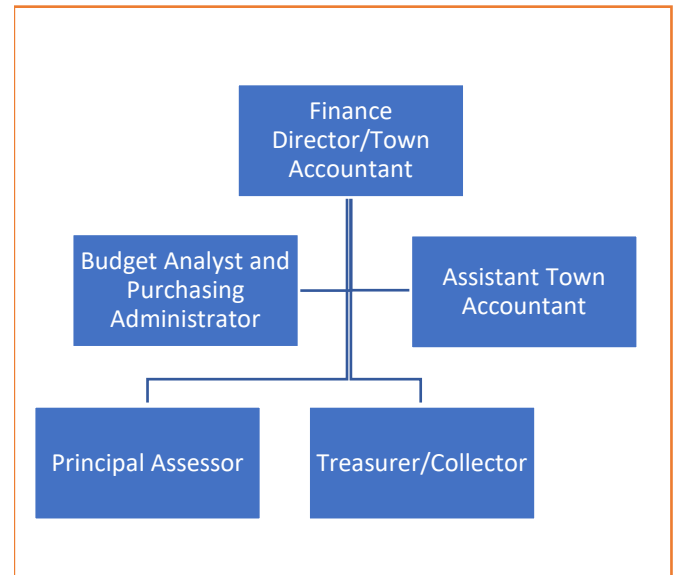 Finance
Director/Town
Accountant
Budget Analyst and
Purchasing
Administrator
Assistant Town
Accountant
Principal Assessor
Treasurer/Collector